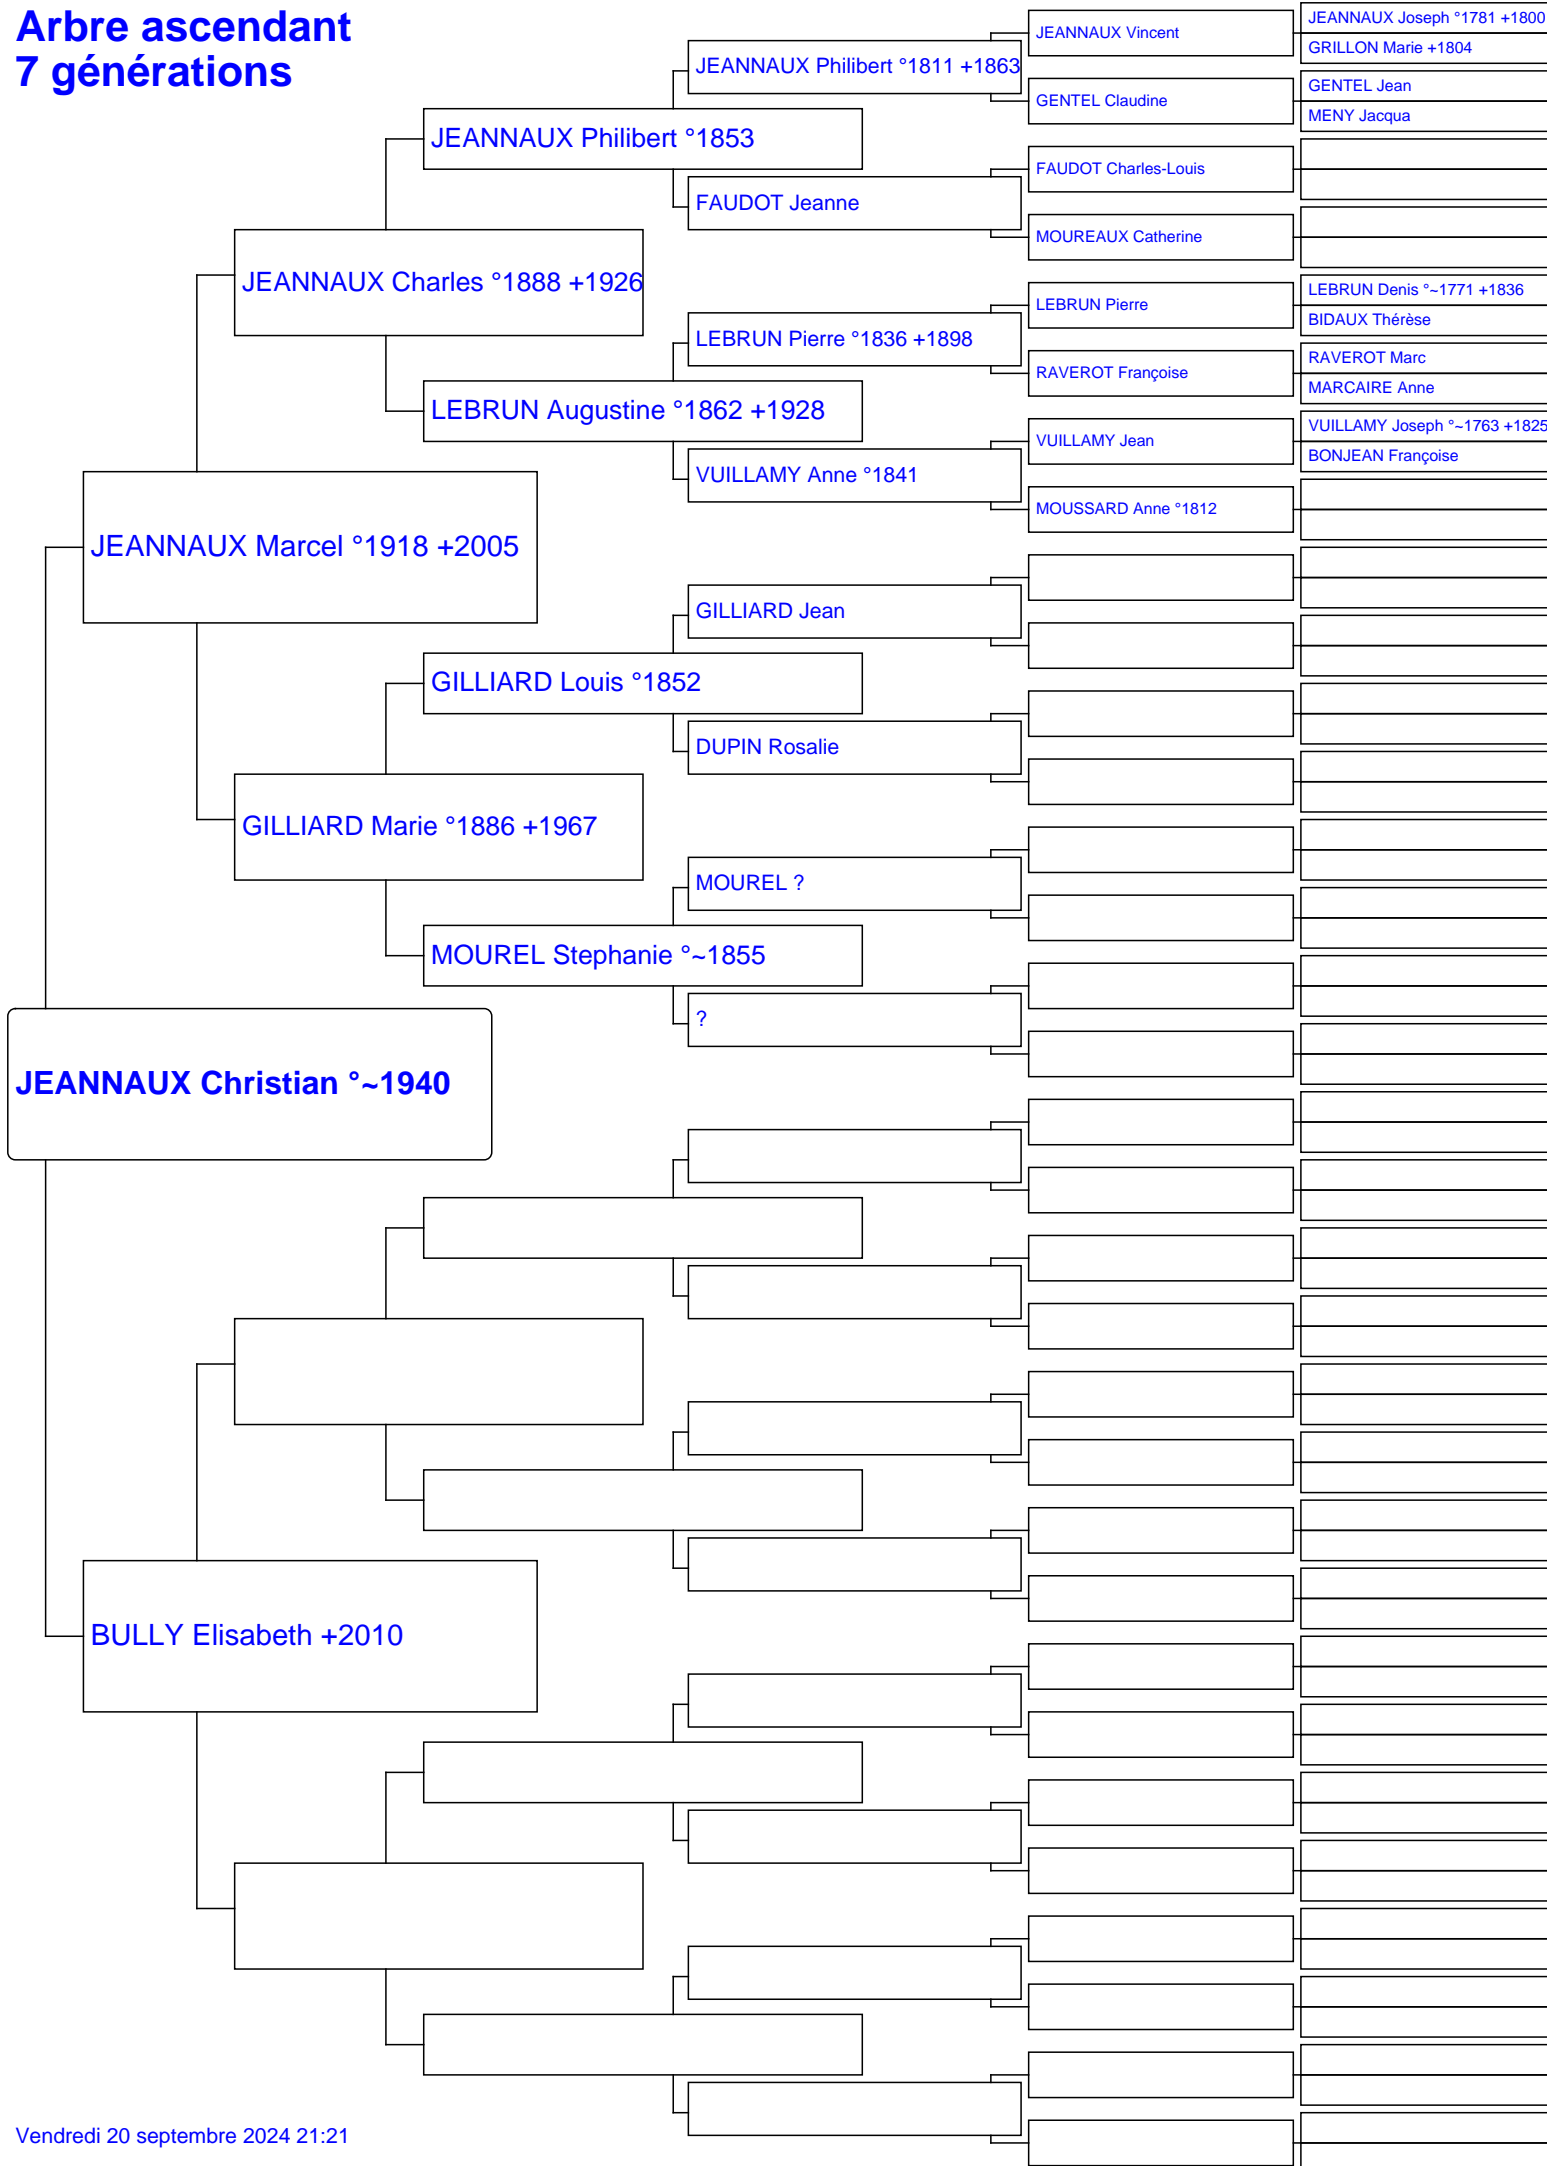 Arbre ascendant
7 générations
JEANNAUX Christian °~1940
JEANNAUX Marcel °1918 +2005
BULLY Elisabeth +2010
JEANNAUX Charles °1888 +1926
GILLIARD Marie °1886 +1967
JEANNAUX Philibert °1853
LEBRUN Augustine °1862 +1928
GILLIARD Louis °1852
MOUREL Stephanie °~1855
JEANNAUX Philibert °1811 +1863
FAUDOT Jeanne
LEBRUN Pierre °1836 +1898
VUILLAMY Anne °1841
GILLIARD Jean
DUPIN Rosalie
MOUREL ?
?
JEANNAUX Vincent
GENTEL Claudine
FAUDOT Charles-Louis
MOUREAUX Catherine
LEBRUN Pierre
RAVEROT Françoise
VUILLAMY Jean
MOUSSARD Anne °1812
JEANNAUX Joseph °1781 +1800
GRILLON Marie +1804
GENTEL Jean
MENY Jacqua
LEBRUN Denis °~1771 +1836
BIDAUX Thérèse
RAVEROT Marc
MARCAIRE Anne
VUILLAMY Joseph °~1763 +1825
BONJEAN Françoise
Vendredi 20 septembre 2024 21:21